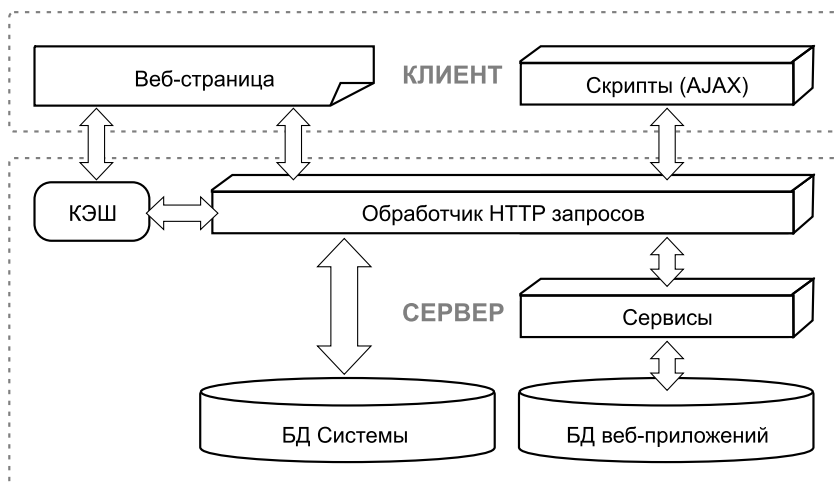 Веб-страница
КЛИЕНТ
Скрипты (AJAX)
КЭШ
Обработчик HTTP запросов
СЕРВЕР
Сервисы
БД Системы
БД веб-приложений